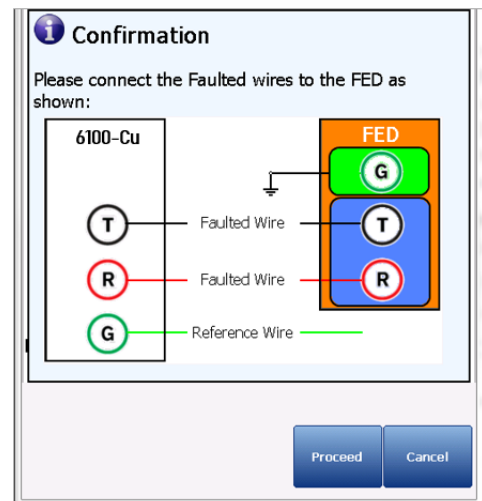 i Confirmation
Please connect the Faulted wires to the FED as
shown:
6100-Cu FED
G
T Faulted Wire T
R Faulted Wire R
G Reference Wire
Proceed Cancel